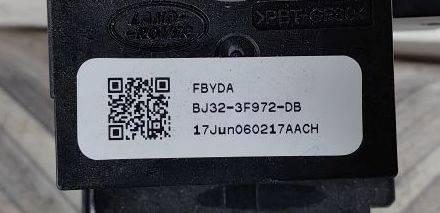 LAND
ROVER
>PBT-GF30<
FBYDA
BJ32-3F972-DB
17Jun060217AACH